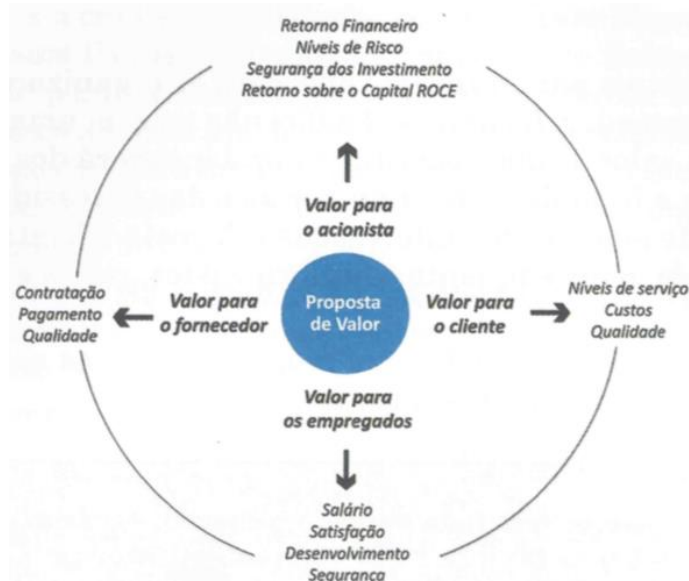 Retorno Financeiro
Níveis de Risco
Segurança dos Investimento
Retorno sobre o Capital ROCE
Valor para
o acionista
Contratação
Pagamento
Qualidade
Valor para
o fornecedor
Proposta
de Valor
Valor para
o cliente
Níveis de serviço
Custos
Qualidade
Valor para
os empregados
Salário
Satisfação
Desenvolvimento
Segurança